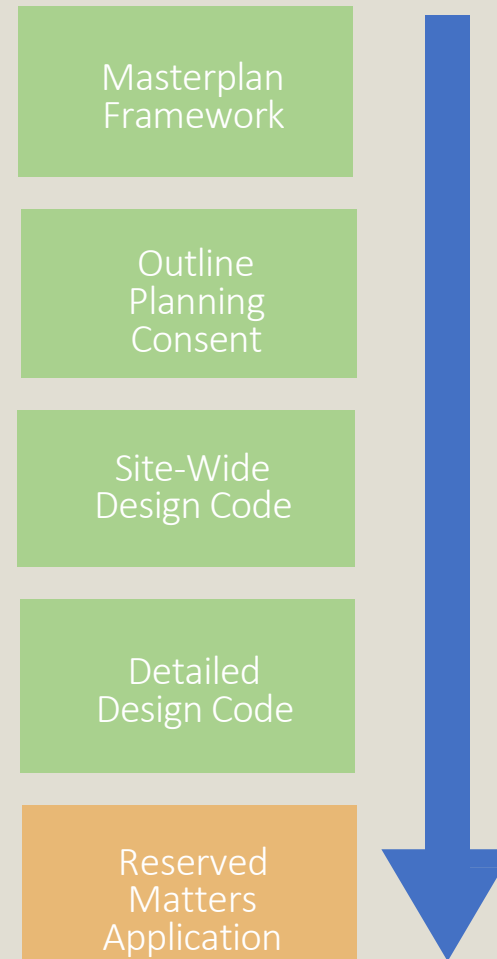 Masterplan
Framework
Outline
Planning
Consent
Site-Wide
Design Code
Detailed
Design Code
Reserved
Matters
Application